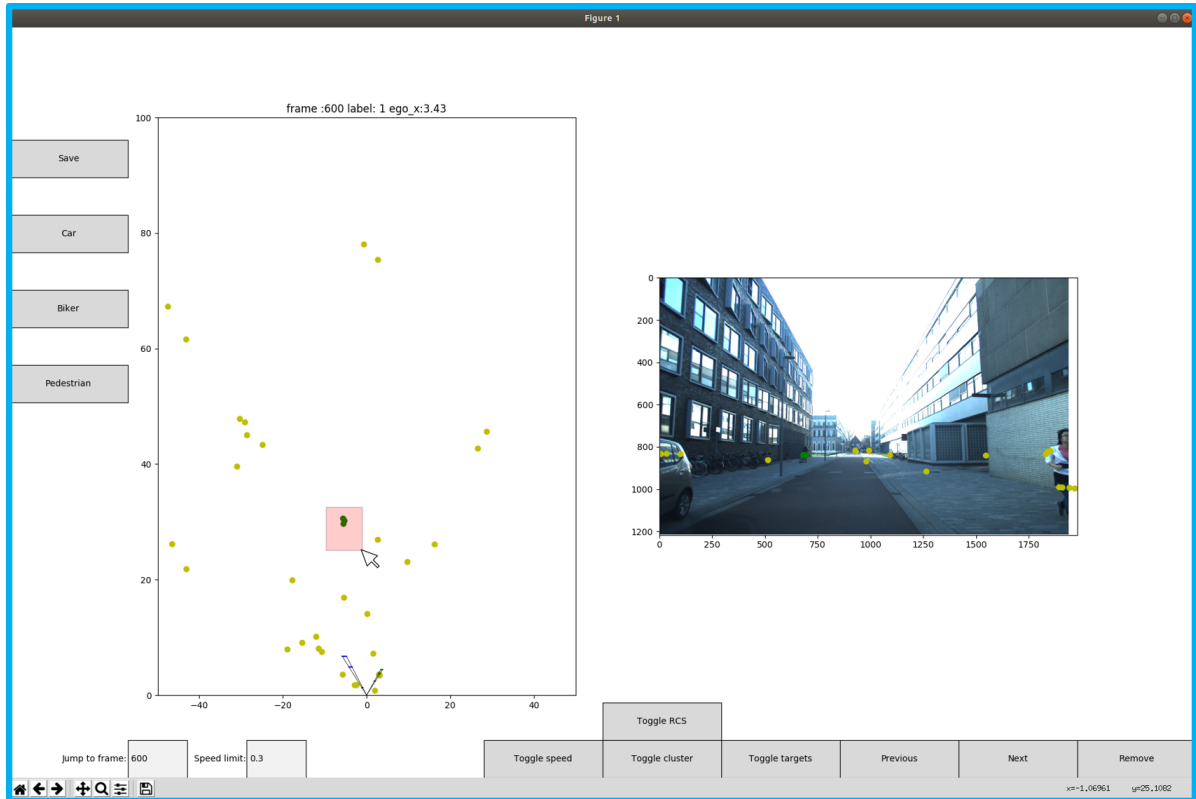 Figure 1
frame :600 label: 1 ego_x:3.43
100
80
60
40
20
0
−40
−20
0
20
40
Save
Car
Biker
Pedestrian
0
200
400
600
800
1000
1200
0
250
500
750
1000
1250
1500
1750
Toggle RCS
Jump to frame: 600
Speed limit: 0.3
Toggle speed
Toggle cluster
Toggle targets
Previous
Next
Remove
x=-1.06961 y=25.1082